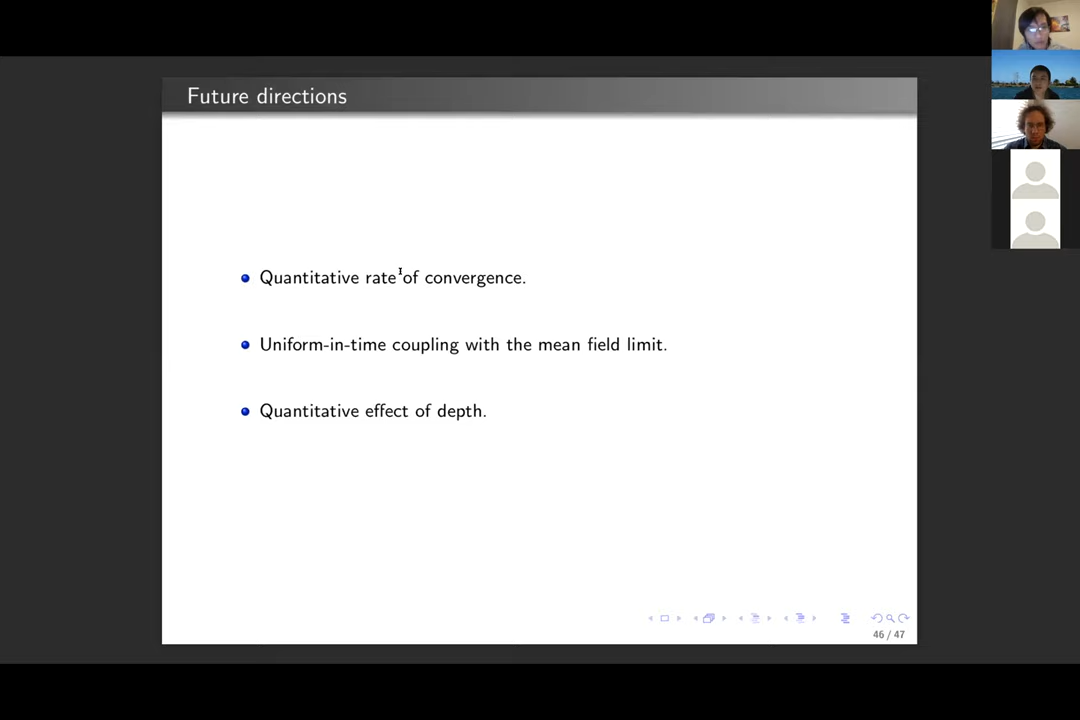 Future directions
Quantitative rate of convergence.
Uniform-in-time coupling with the mean field limit.
Quantitative effect of depth.
46 / 47